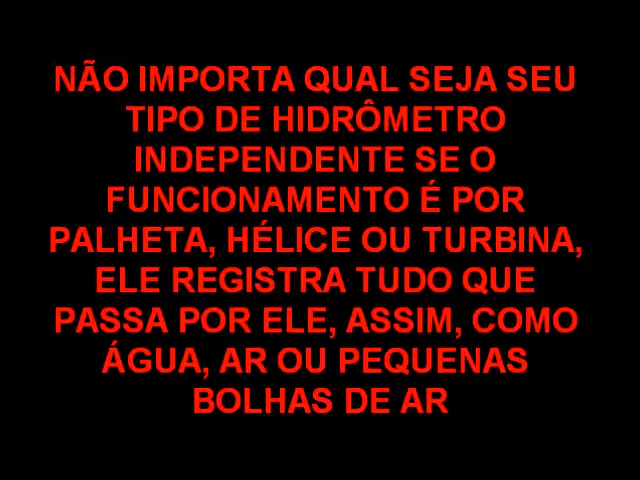 NÃO IMPORTA QUAL SEJA SEU
TIPO DE HIDRÔMETRO
INDEPENDENTE SE O
FUNCIONAMENTO É POR
PALHETA, HÉLICE OU TURBINA,
ELE REGISTRA TUDO QUE
PASSA POR ELE, ASSIM, COMO
ÁGUA, AR OU PEQUENAS
BOLHAS DE AR